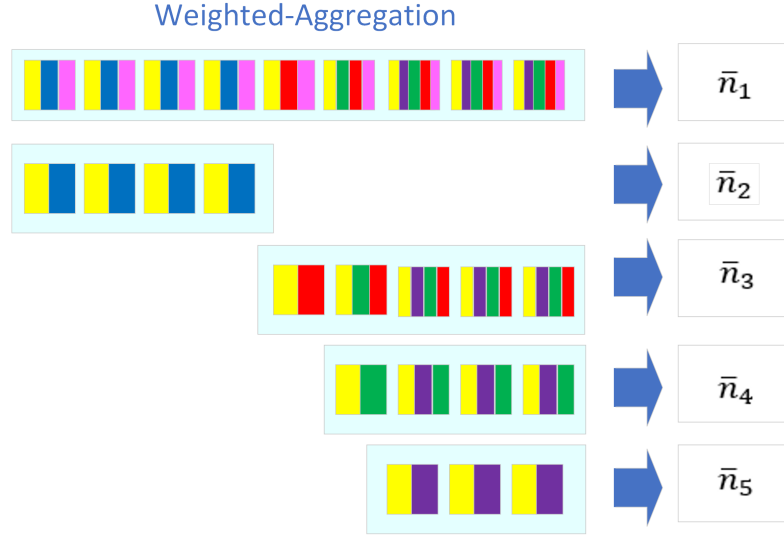 Weighted-Aggregation
n̄₁
n̄₂
n̄₃
n̄₄
n̄₅